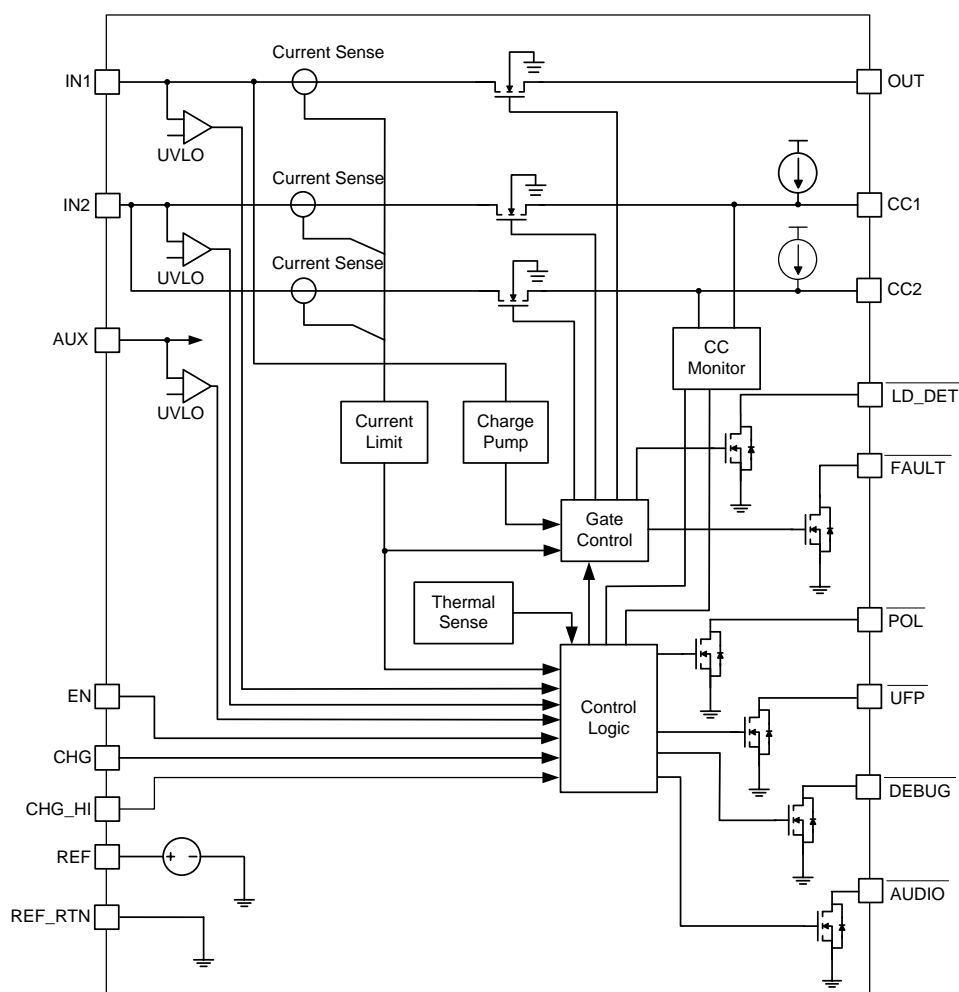 Current Sense
IN1
OUT
UVLO
Current Sense
IN2
CC1
UVLO
Current Sense
CC2
AUX
CC
Monitor
UVLO
LD_DET
Current
Limit
Charge
Pump
FAULT
Gate
Control
Thermal
Sense
POL
EN
UFP
Control
Logic
CHG
DEBUG
CHG_HI
REF
+ -
AUDIO
REF_RTN